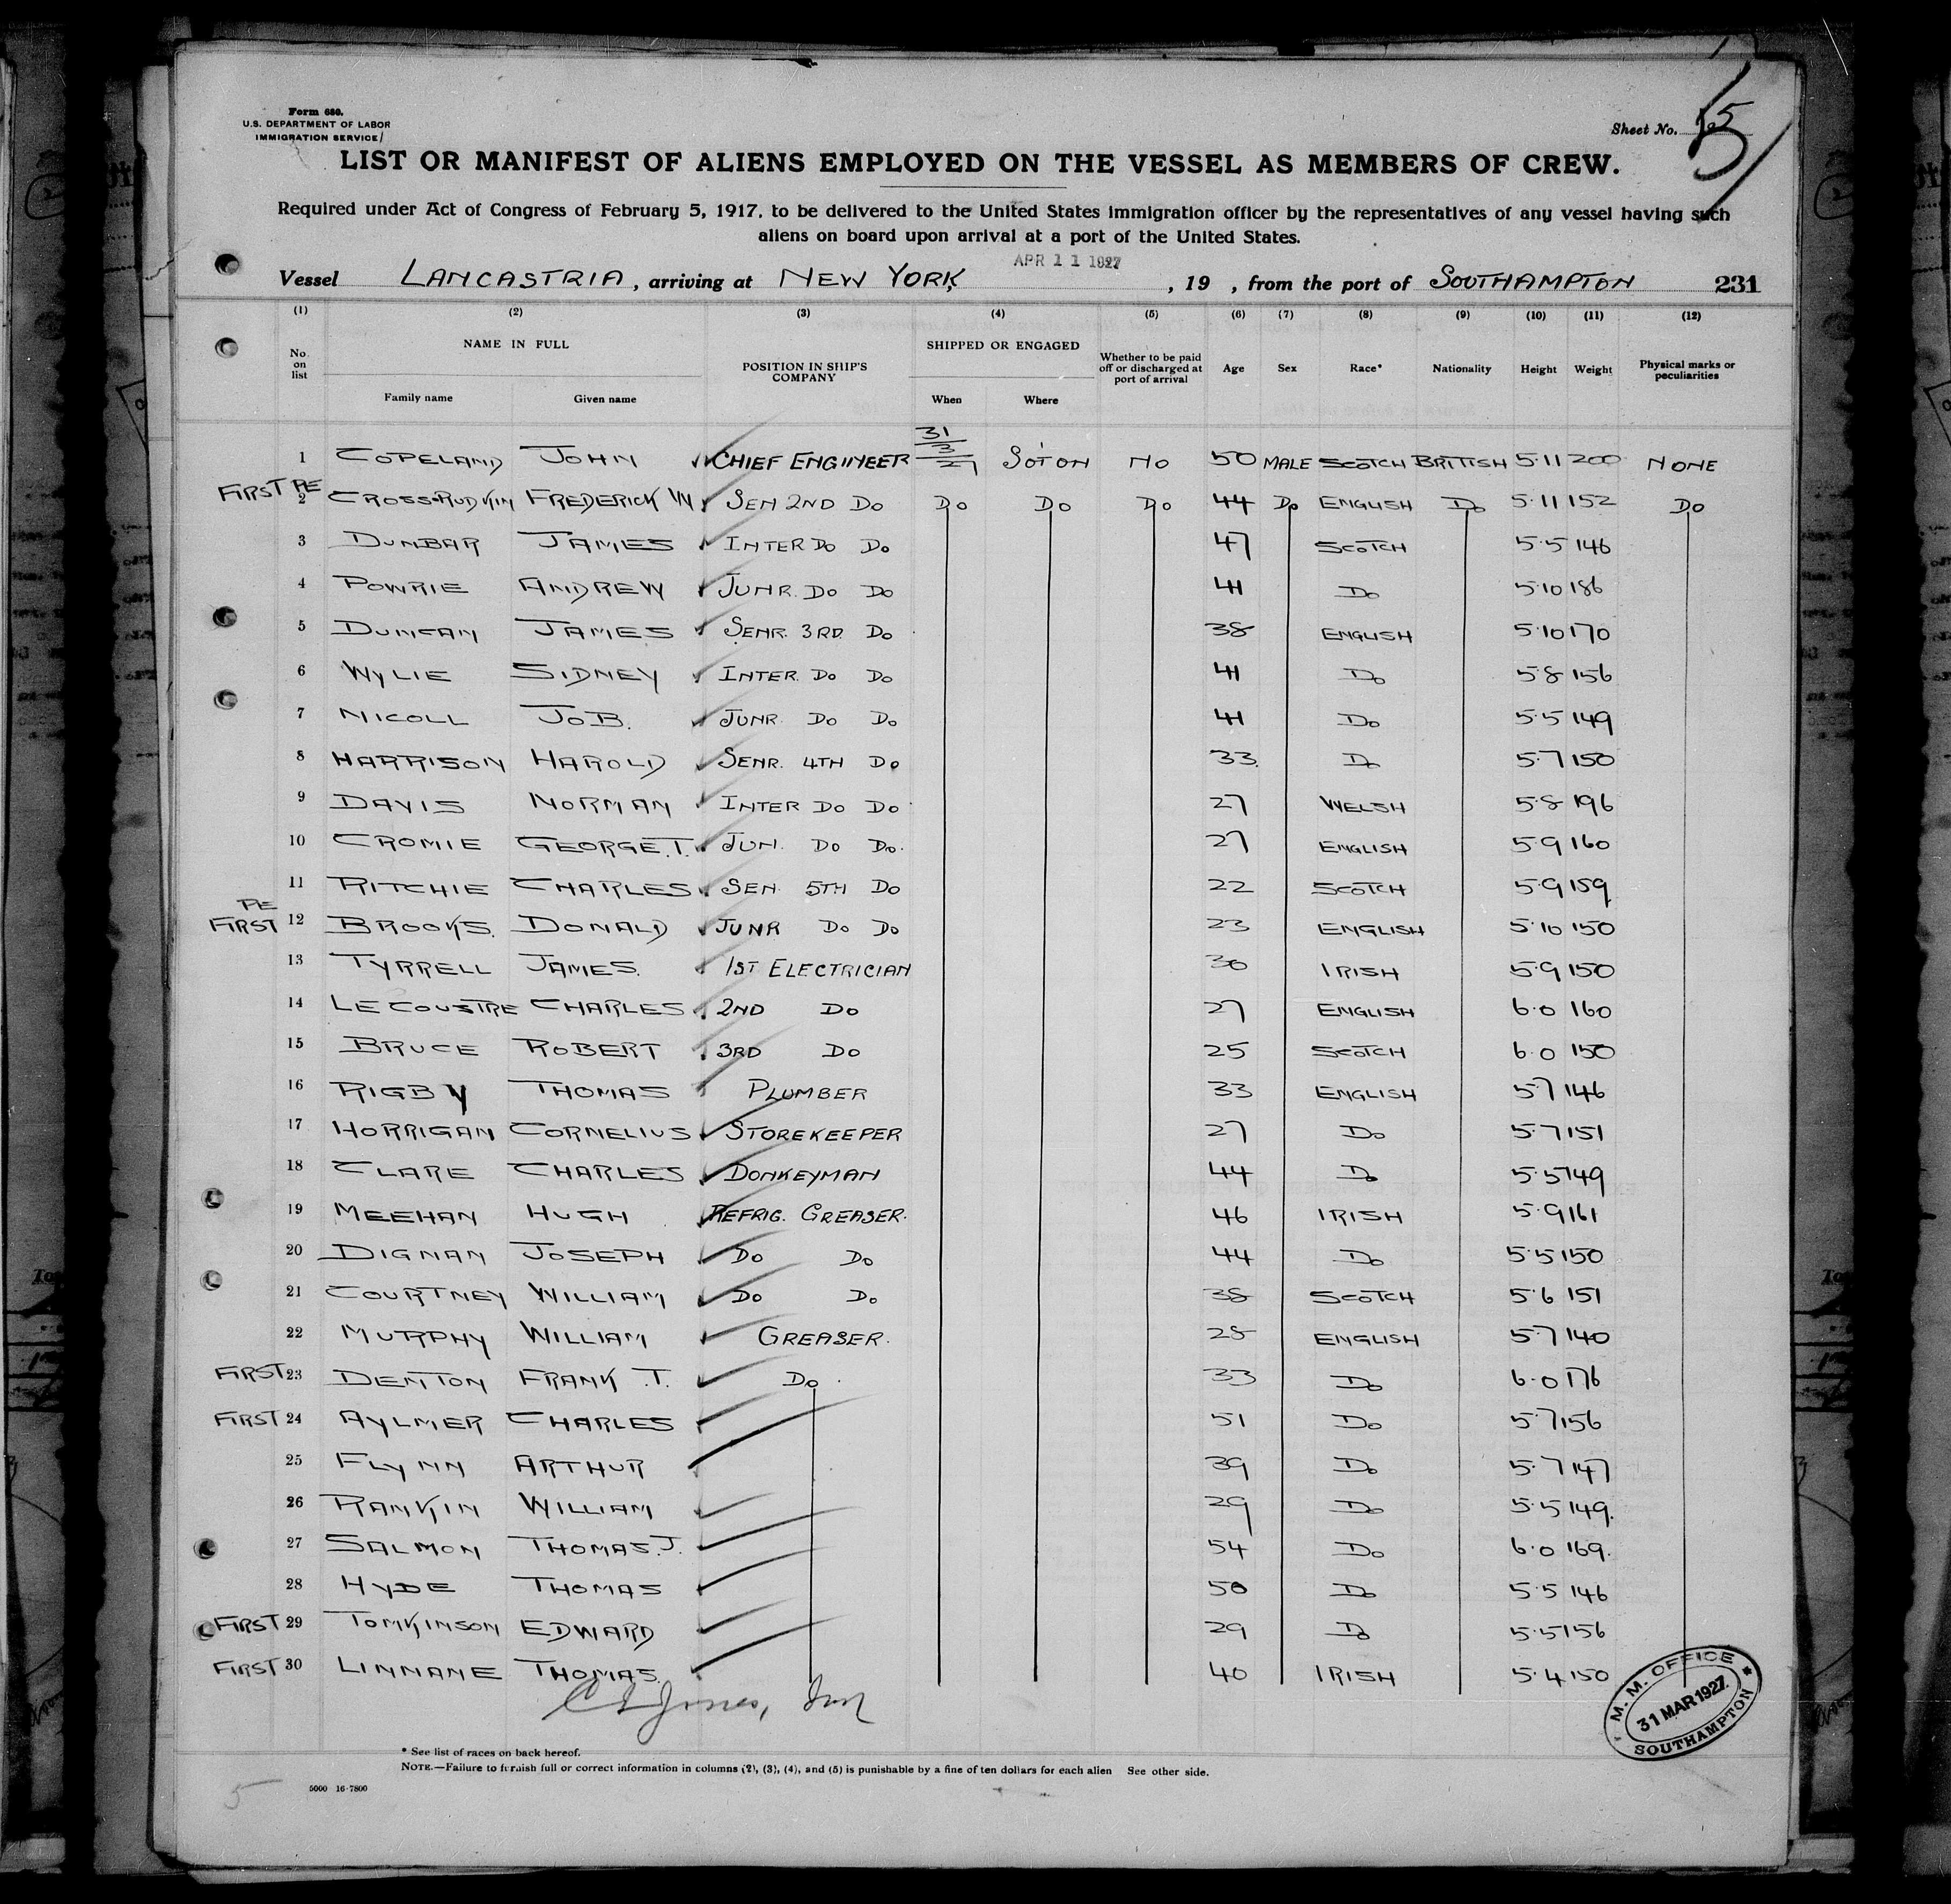 Form 680.
U.S. DEPARTMENT OF LABOR
IMMIGRATION SERVICE
Sheet No. 5
LIST OR MANIFEST OF ALIENS EMPLOYED ON THE VESSEL AS MEMBERS OF CREW.
Required under Act of Congress of February 5, 1917, to be delivered to the United States immigration officer by the representatives of any vessel having such
aliens on board upon arrival at a port of the United States.
APR 11 1927
Vessel LANCASTRIA, arriving at NEW YORK, 19 , from the port of SOUTHAMPTON 231
(1) (2) (3) (4) (5) (6) (7) (8) (9) (10) (11) (12)
No. on list NAME IN FULL POSITION IN SHIP'S COMPANY SHIPPED OR ENGAGED Whether to be paid off or discharged at port of arrival Age Sex Race* Nationality Height Weight Physical marks or peculiarities
Family name Given name When Where
1 COPELAND JOHN CHIEF ENGINEER 31/3/27 SO'TON NO 50 MALE SCOTCH BRITISH 5·11 200 NONE
FIRST PE 2 CROSS-RUDKIN FREDERICK W SEN 2ND DO DO DO DO 44 DO ENGLISH DO 5·11 152 DO
3 DUNBAR JAMES INTER DO DO 47 SCOTCH 5·5 146
4 POWRIE ANDREW JUNR. DO DO 41 DO 5·10 186
5 DUNCAN JAMES SENR. 3RD DO 38 ENGLISH 5·10 170
6 WYLIE SIDNEY INTER. DO DO 41 DO 5·8 156
7 NICOLL JOB. JUNR. DO DO 41 DO 5·5 149
8 HARRISON HAROLD SENR. 4TH DO 33 DO 5·7 150
9 DAVIS NORMAN INTER DO DO 27 WELSH 5·8 196
10 CROMIE GEORGE.T. JUN. DO DO. 27 ENGLISH 5·9 160
11 RITCHIE CHARLES. SEN 5TH DO 22 SCOTCH 5·9 159
PE
FIRST 12 BROOKS. DONALD JUNR DO DO 23 ENGLISH 5·10 150
13 TYRRELL JAMES. 1ST ELECTRICIAN 30 IRISH 5·9 150
14 LE COUSTRE CHARLES 2ND DO 27 ENGLISH 6·0 160
15 BRUCE ROBERT 3RD DO 25 SCOTCH 6·0 150
16 RIGBY THOMAS PLUMBER 33 ENGLISH 5·7 146
17 HORRIGAN CORNELIUS STOREKEEPER 27 DO 5·7 151
18 CLARE CHARLES DONKEYMAN 44 DO 5·5 149
19 MEEHAN HUGH REFRIG. GREASER. 46 IRISH 5·9 161
20 DIGNAN JOSEPH DO DO 44 DO 5·5 150
21 COURTNEY WILLIAM DO DO 38 SCOTCH 5·6 151
22 MURPHY WILLIAM GREASER. 28 ENGLISH 5·7 140
FIRST 23 DENTON FRANK .T. DO 33 DO 6·0 176
FIRST 24 AYLMER CHARLES 51 DO 5·7 156
25 FLYNN ARTHUR 39 DO 5·7 147
26 RANKIN WILLIAM 29 DO 5·5 149.
27 SALMON THOMAS.J. 54 DO 6·0 169.
28 HYDE THOMAS 50 DO 5·5 146
FIRST 29 TOMKINSON EDWARD 29 DO 5·5 156
FIRST 30 LINNANE THOMAS. 40 IRISH 5·4 150
M. M. OFFICE
31 MAR 1927
SOUTHAMPTON
* See list of races on back hereof.
NOTE.—Failure to furnish full or correct information in columns (2), (3), (4), and (5) is punishable by a fine of ten dollars for each alien See other side.
5000 16-7800
5